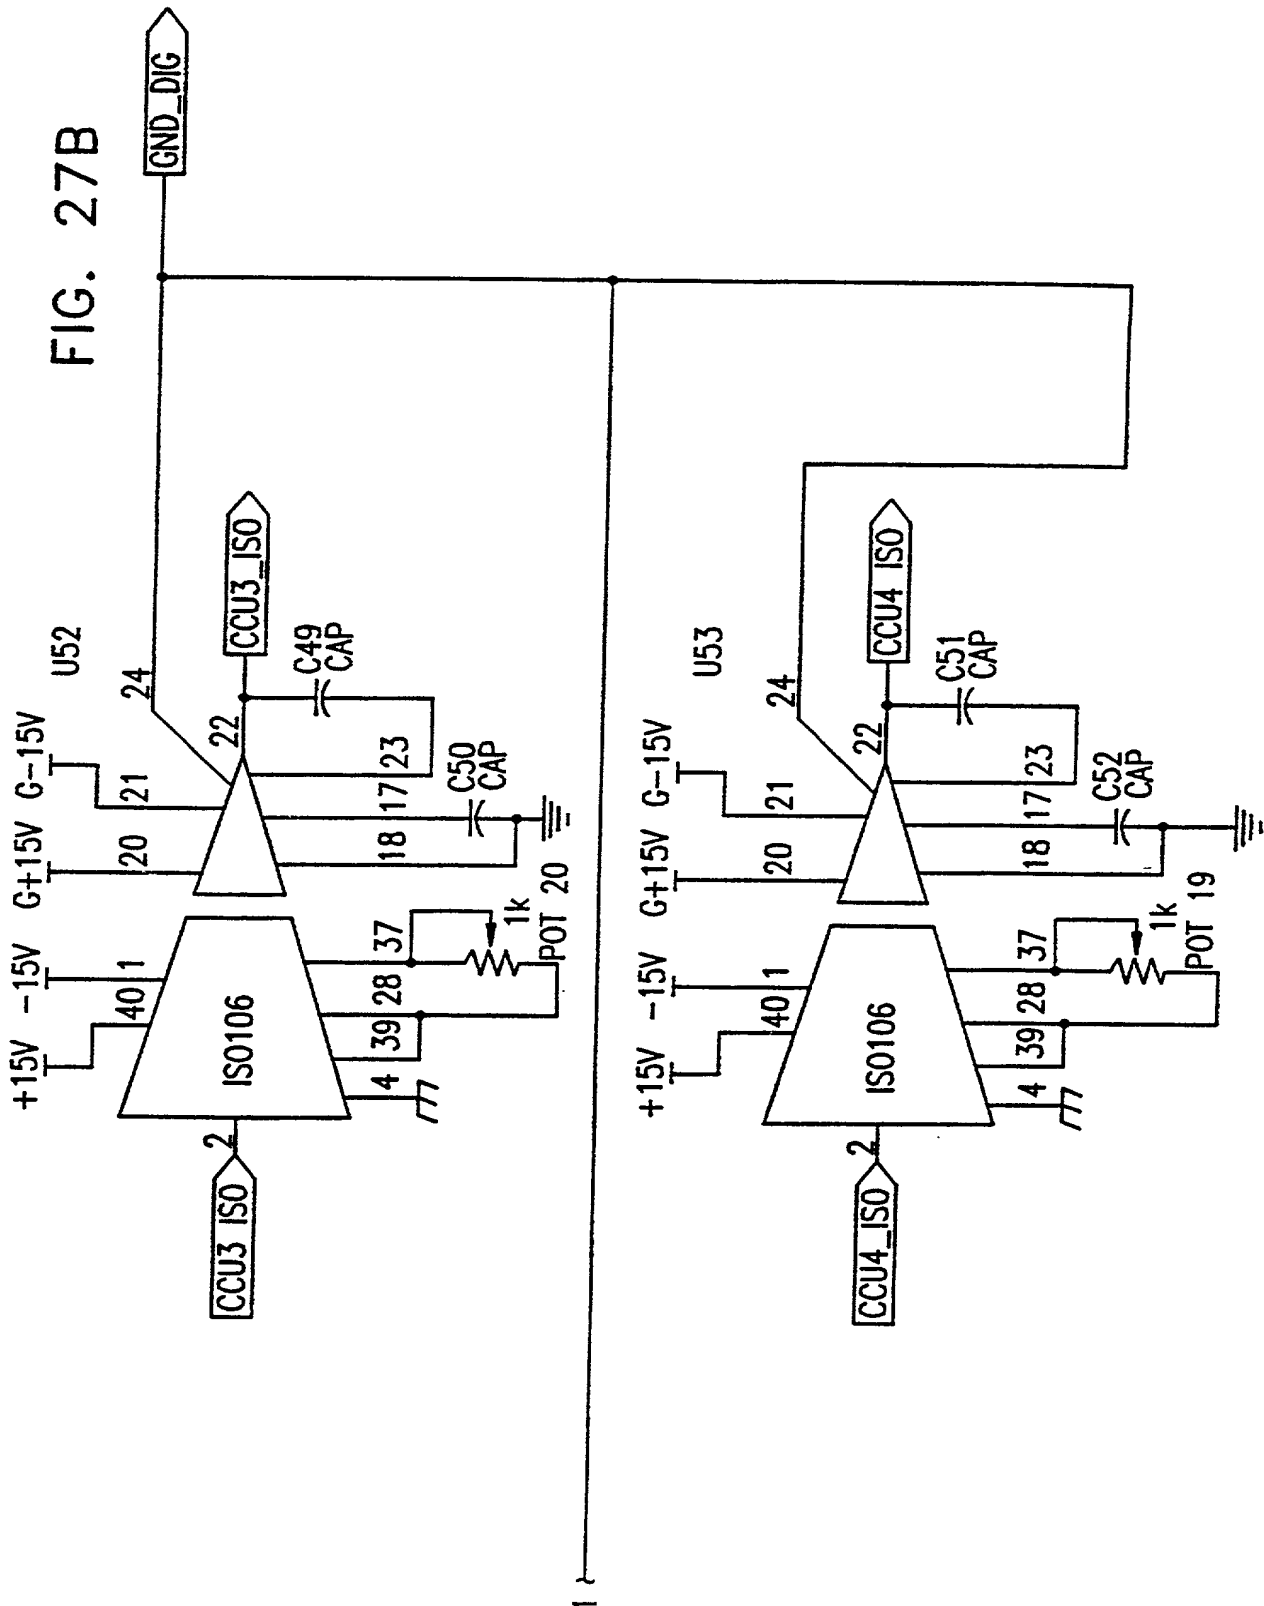 FIG. 27B
GND_DIG
U52
+15V
-15V
G+15V
G-15V
40
1
20
21
24
CCU3 ISO
2
ISO106
22
CCU3_ISO
4
39
28
37
18
17
23
C49
CAP
C50
CAP
1k
POT 20
1
U53
+15V
-15V
G+15V
G-15V
40
1
20
21
24
CCU4_ISO
2
ISO106
22
CCU4 ISO
4
39
28
37
18
17
23
C51
CAP
C52
CAP
1k
POT 19